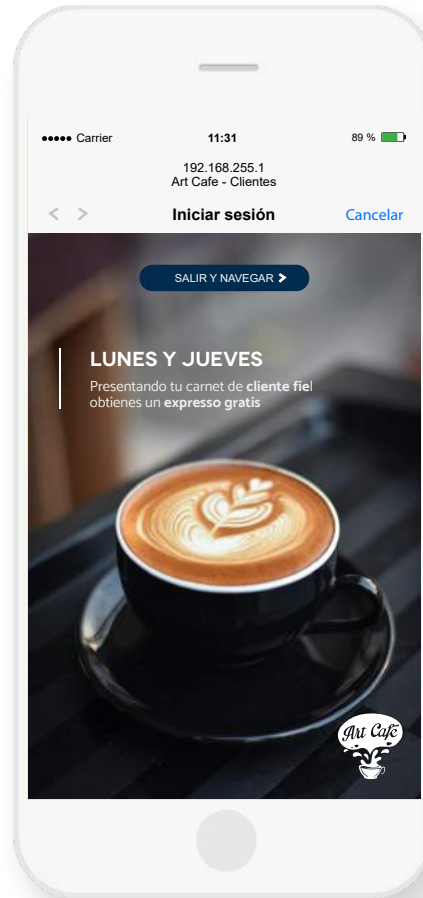 Carrier
11:31
89 %
192.168.255.1
Art Cafe - Clientes
< >
Iniciar sesión
Cancelar
SALIR Y NAVEGAR >
LUNES Y JUEVES
Presentando tu carnet de cliente fiel
obtienes un expresso gratis
Art Cafe